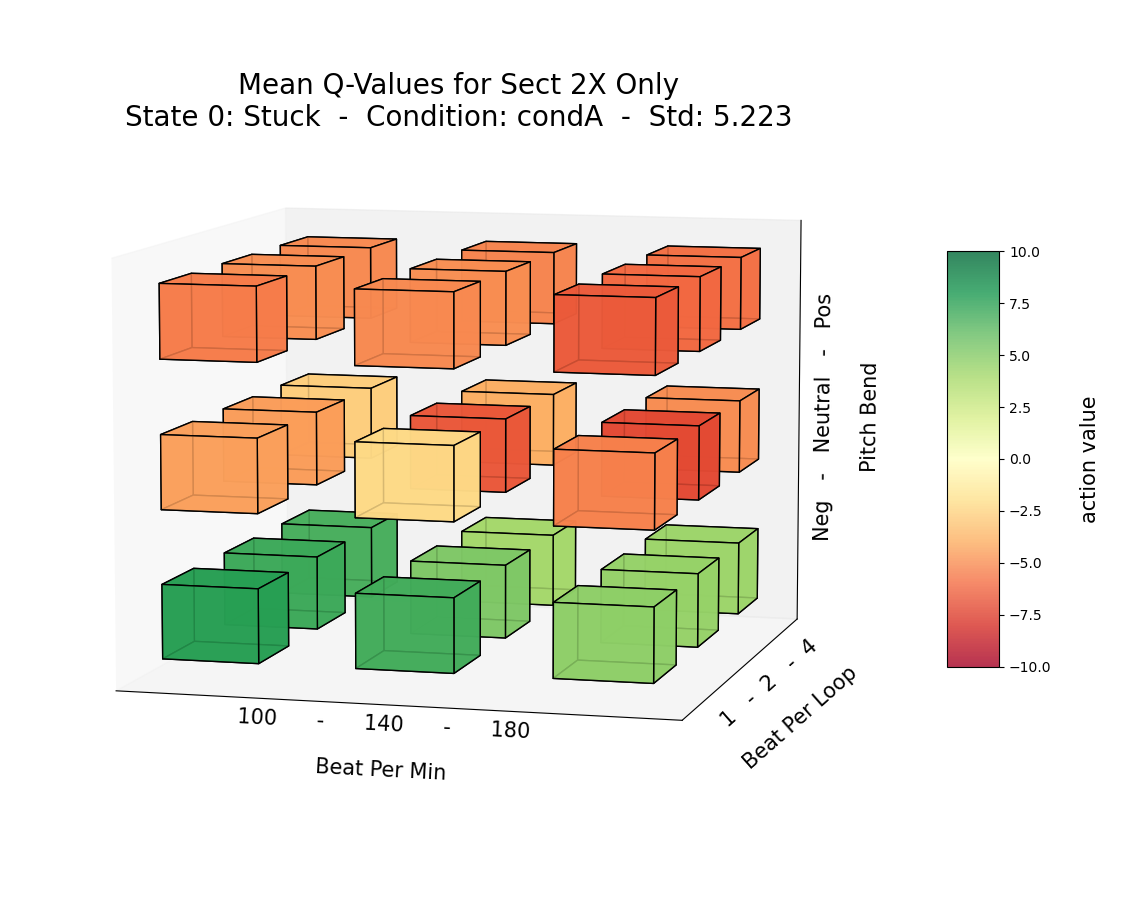 Mean Q-Values for Sect 2X Only
State 0: Stuck - Condition: condA - Std: 5.223
Neg - Neutral - Pos
Pitch Bend
100 - 140 - 180
Beat Per Min
1 - 2 - 4
Beat Per Loop
10.0
7.5
5.0
2.5
0.0
−2.5
−5.0
−7.5
−10.0
action value